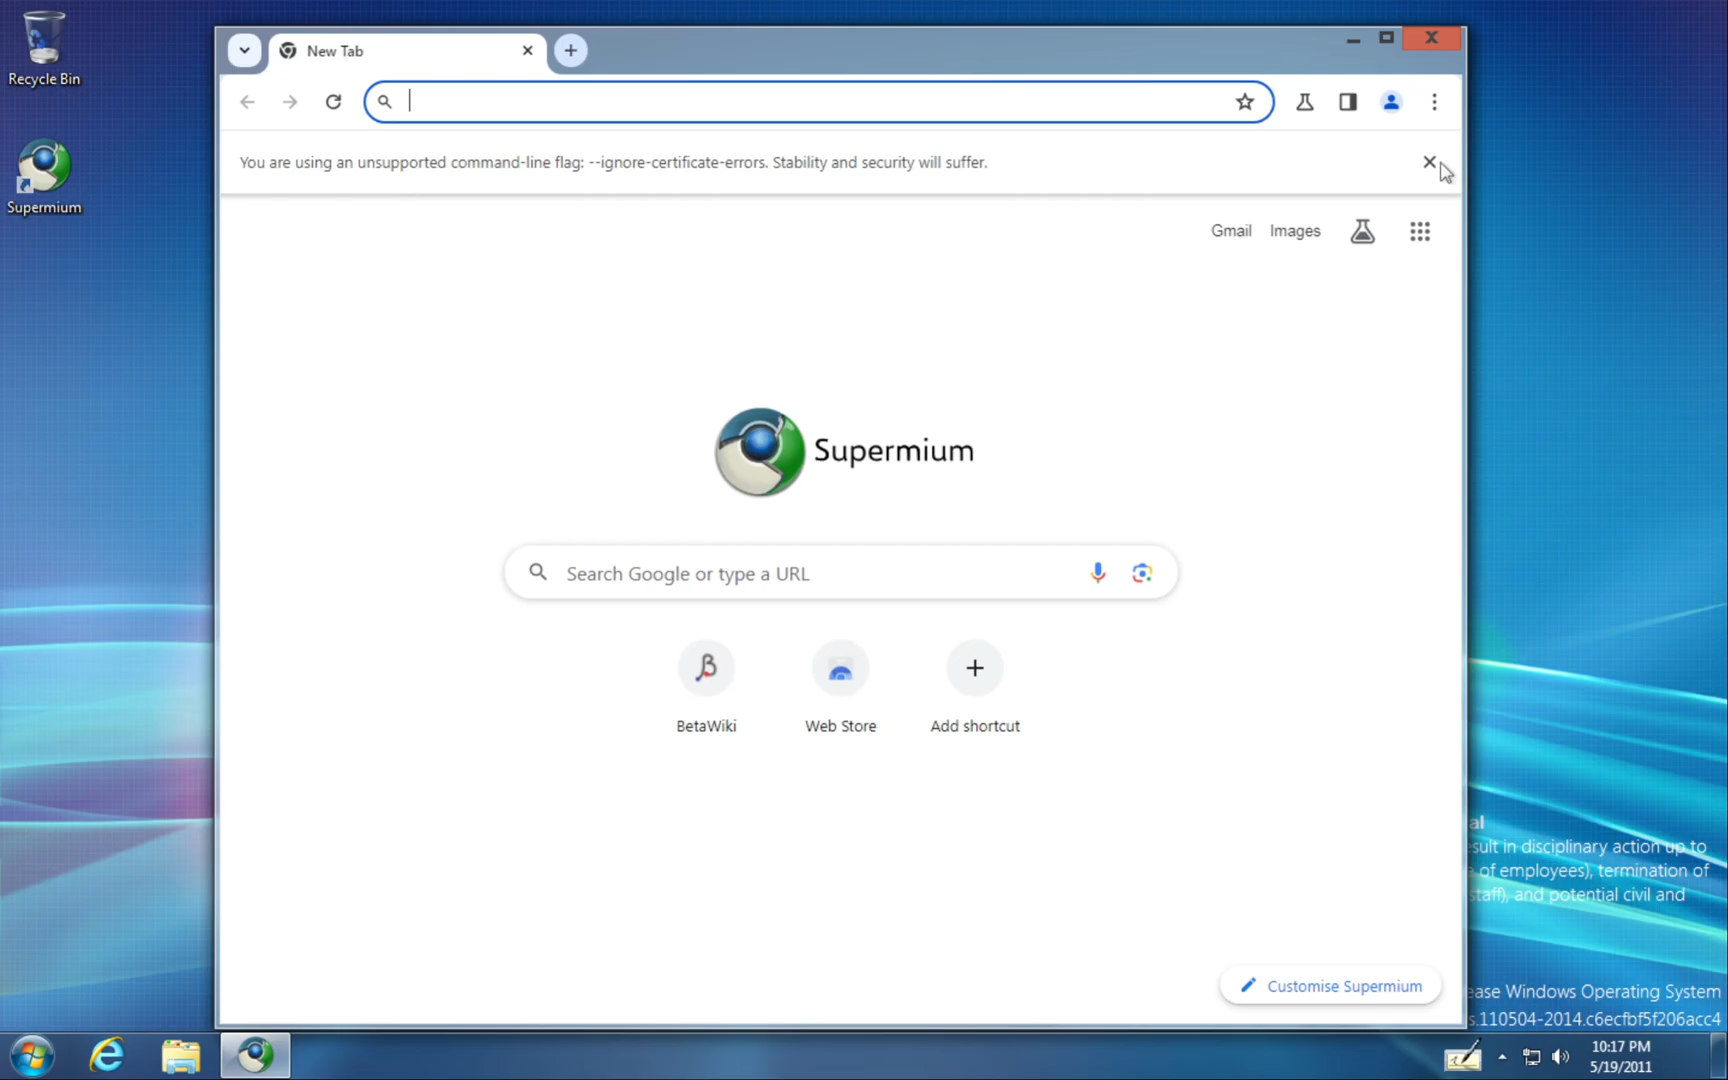 Recycle Bin
Supermium
New Tab
You are using an unsupported command-line flag: --ignore-certificate-errors. Stability and security will suffer.
Gmail Images
Supermium
Search Google or type a URL
BetaWiki Web Store Add shortcut
Customise Supermium
al
esult in disciplinary action up to
e of employees), termination of
staff), and potential civil and
ease Windows Operating System
s.110504-2014.c6ecfbf5f206acc4
10:17 PM
5/19/2011